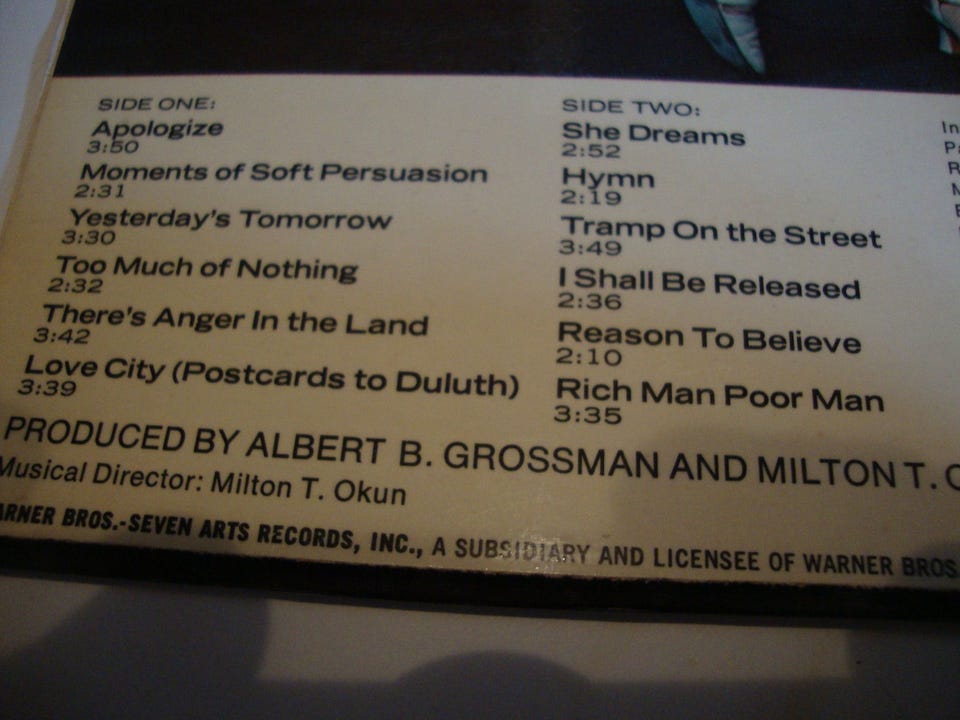 SIDE ONE:
Apologize
3:50
Moments of Soft Persuasion
2:31
Yesterday's Tomorrow
3:30
Too Much of Nothing
2:32
There's Anger In the Land
3:42
Love City (Postcards to Duluth)
3:39
SIDE TWO:
She Dreams
2:52
Hymn
2:19
Tramp On the Street
3:49
I Shall Be Released
2:36
Reason To Believe
2:10
Rich Man Poor Man
3:35
PRODUCED BY ALBERT B. GROSSMAN AND MILTON T.
Musical Director: Milton T. Okun
BROS.-SEVEN ARTS RECORDS, INC., A SUBSIDIARY AND LICENSEE OF WARNER BROS.